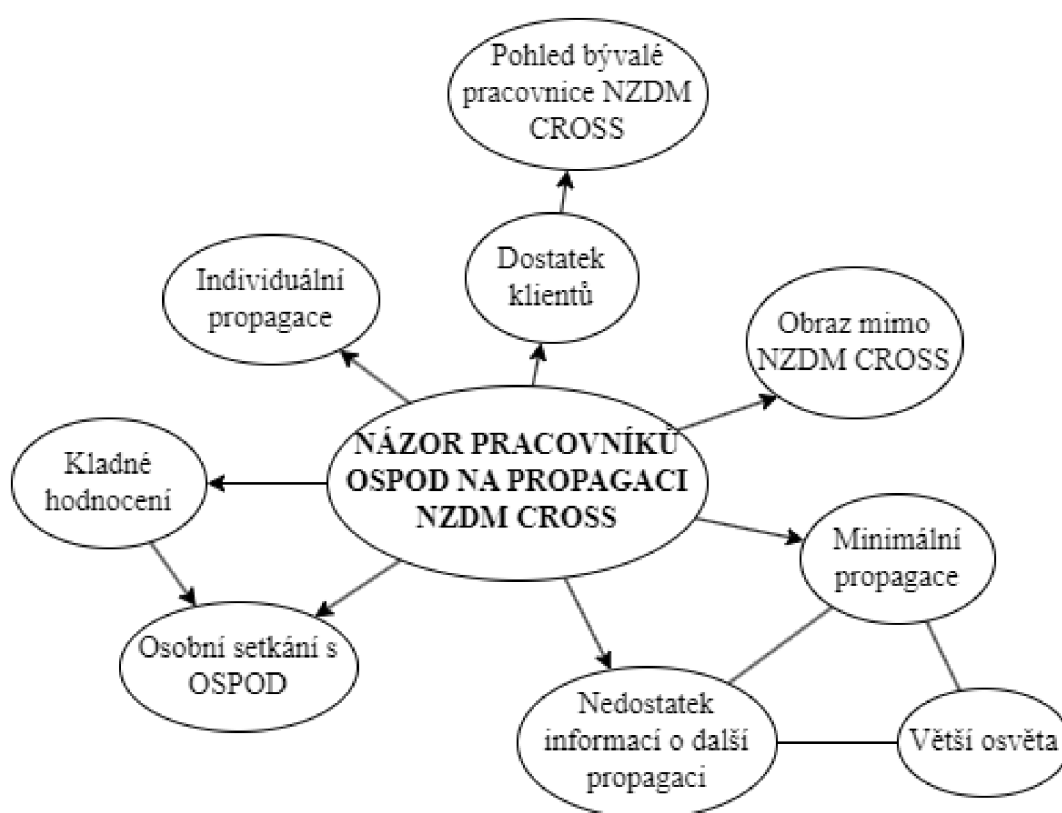 Pohled bývalé
pracovnice NZDM
CROSS
Dostatek
klientů
Individuální
propagace
Obraz mimo
NZDM CROSS
NÁZOR PRACOVNÍKŮ
OSPOD NA PROPAGACI
NZDM CROSS
Kladné
hodnocení
Minimální
propagace
Osobní setkání s
OSPOD
Nedostatek
informací o další
propagaci
Větší osvěta